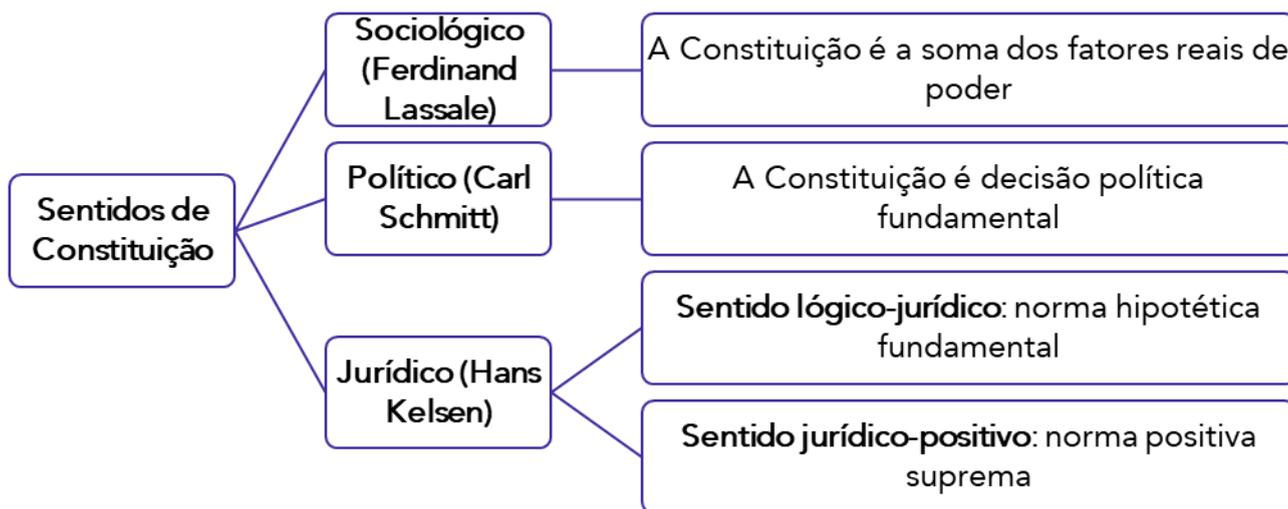 Sentidos de
Constituição
Sociológico
(Ferdinand
Lassale)
A Constituição é a soma dos fatores reais de
poder
Político (Carl
Schmitt)
A Constituição é decisão política
fundamental
Jurídico (Hans
Kelsen)
Sentido lógico-jurídico: norma hipotética
fundamental
Sentido jurídico-positivo: norma positiva
suprema